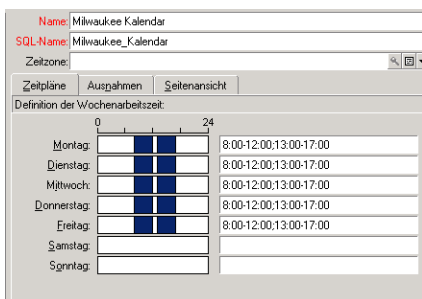 Name: Milwaukee Kalendar
SQL-Name: Milwaukee_Kalendar
Zeitzone:
Zeitpläne Ausnahmen Seitenansicht
Definition der Wochenarbeitszeit:
0 24
Montag: 8:00-12:00;13:00-17:00
Dienstag: 8:00-12:00;13:00-17:00
Mittwoch: 8:00-12:00;13:00-17:00
Donnerstag: 8:00-12:00;13:00-17:00
Freitag: 8:00-12:00;13:00-17:00
Samstag:
Sonntag: